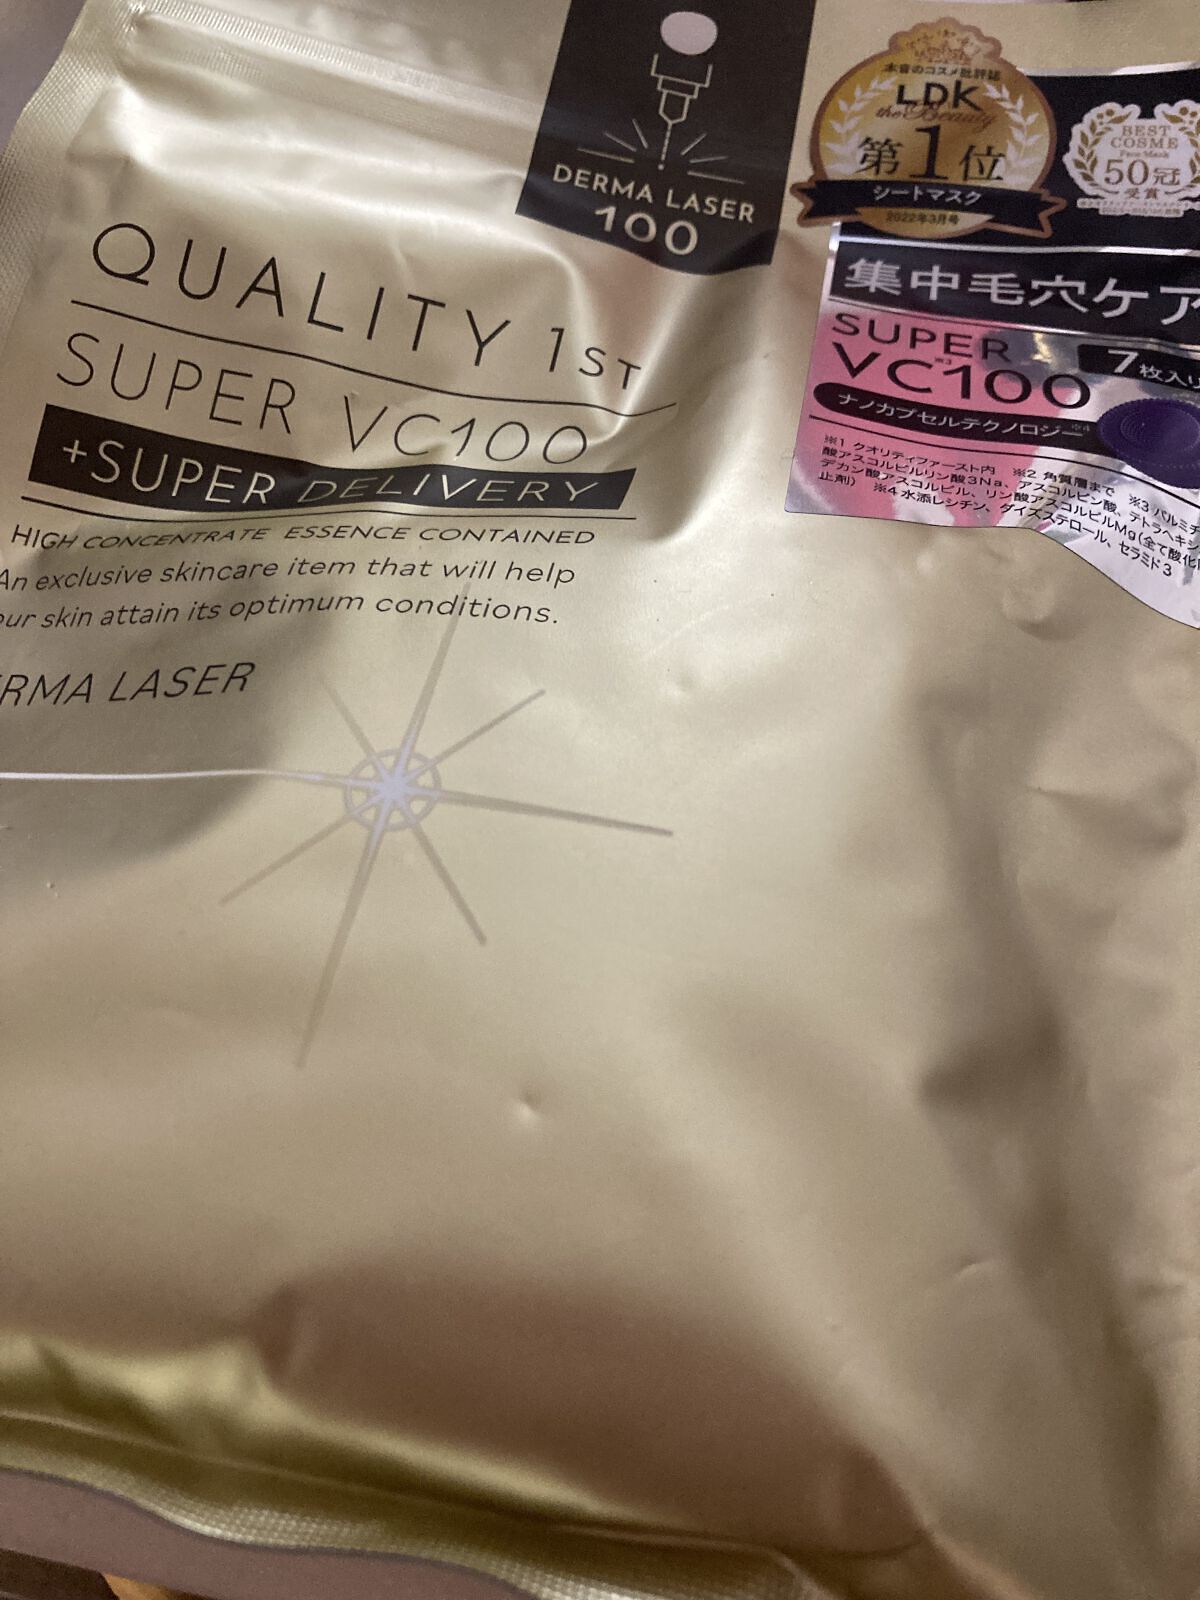 DERMA LASER
100
本音のコスメ批評誌
LDK
the Beauty
第1位
シートマスク
2022年3月号
BEST
COSME
Face Mask
50冠
受賞
QUALITY 1ST
SUPER VC100
+SUPER DELIVERY
HIGH CONCENTRATE ESSENCE CONTAINED
An exclusive skincare item that will help
our skin attain its optimum conditions.
ERMA LASER
集中毛穴ケア
SUPER
VC100
※3
7枚入り
ナノカプセルテクノロジー※4
※1 クオリティファースト内 ※2 角質層まで ※3 パルミチ
酸アスコルビルリン酸3Na、アスコルビン酸、テトラヘキシ
デカン酸アスコルビル、リン酸アスコルビルMg(全て酸化防
止剤) ※4 水添レシチン、ダイズステロール、セラミド3